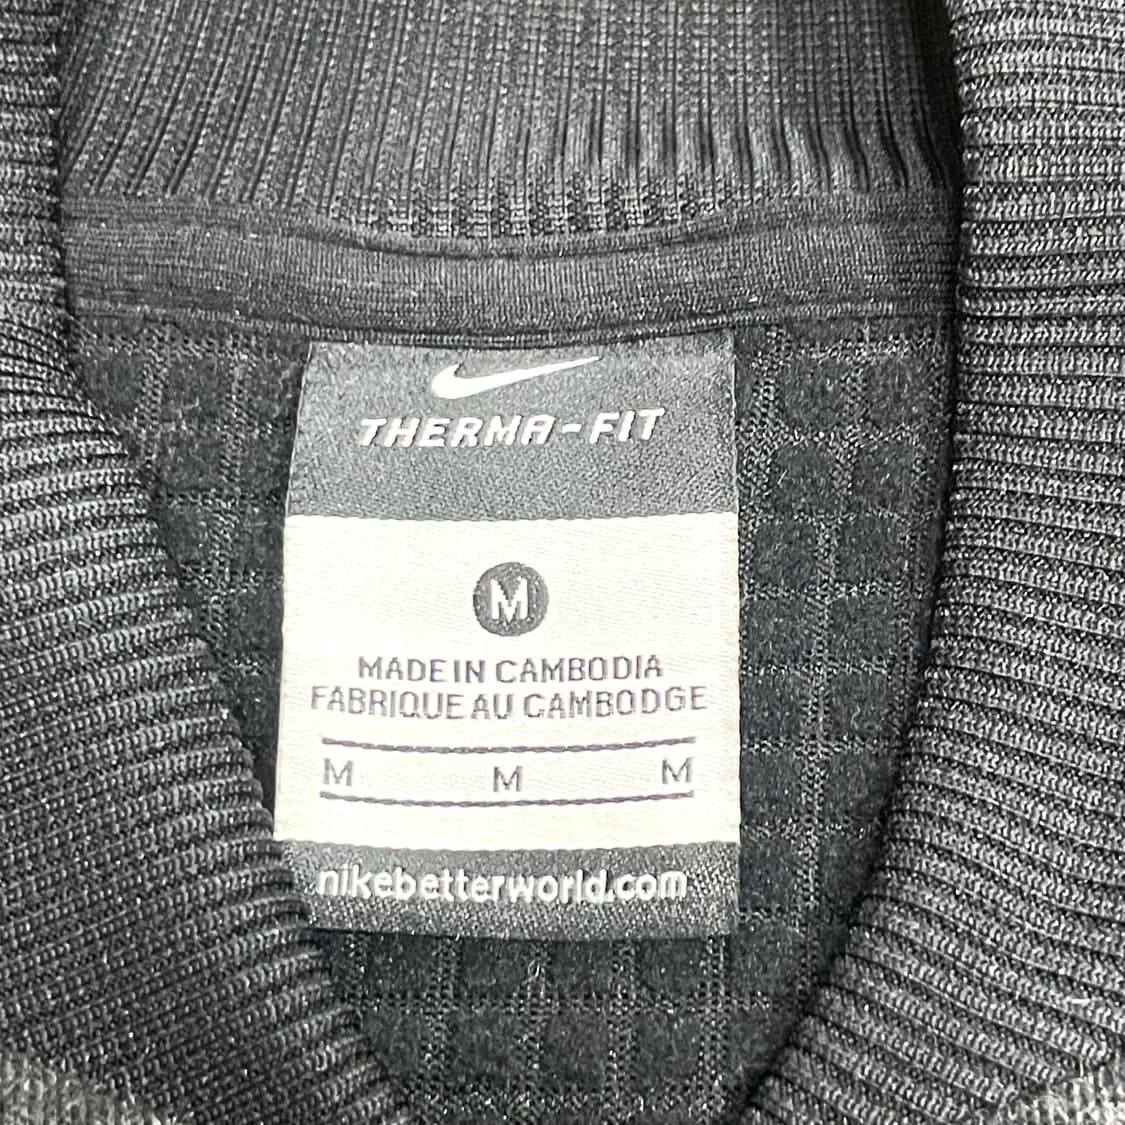 THERMA-FIT
M
MADE IN CAMBODIA
FABRIQUE AU CAMBODGE
M M M
nikebetterworld.com